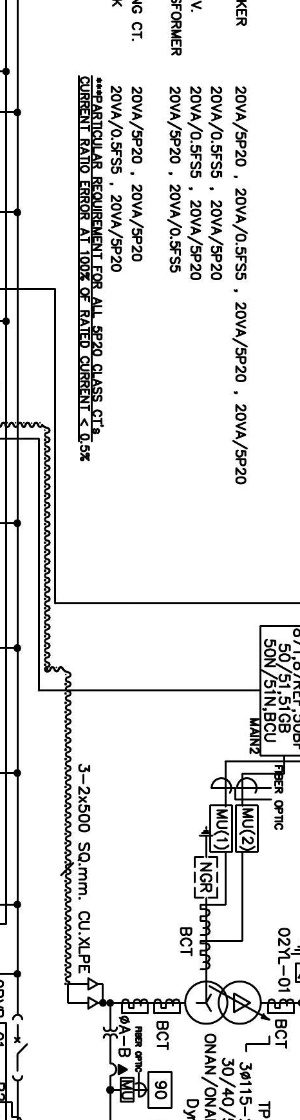 KER
20VA/5P20 , 20VA/0.5FS5 , 20VA/5P20 , 20VA/5P20
20VA/0.5FS5 , 20VA/5P20
V.
20VA/0.5FS5 , 20VA/5P20
SFORMER
20VA/5P20 , 20VA/0.5FS5
NG CT.
20VA/5P20 , 20VA/5P20
K
20VA/0.5FS5 , 20VA/5P20
***PARTICULAR REQUIREMENT FOR ALL 5P20 CLASS CT's
CURRENT RATIO ERROR AT 100% OF RATED CURRENT < 0.5%
50/51,51GB
50N/51N,BCU
MAIN2
FIBER OPTIC
MU(2)
MU(1)
NGR
BCT
02YL-01
BCT
3-2x500 SQ.mm. CU.XLPE
TP
3ø115-
30/40/
ONAN/ONA
Dyn
BCT
øA-B
FIBER OPTIC
MU
90